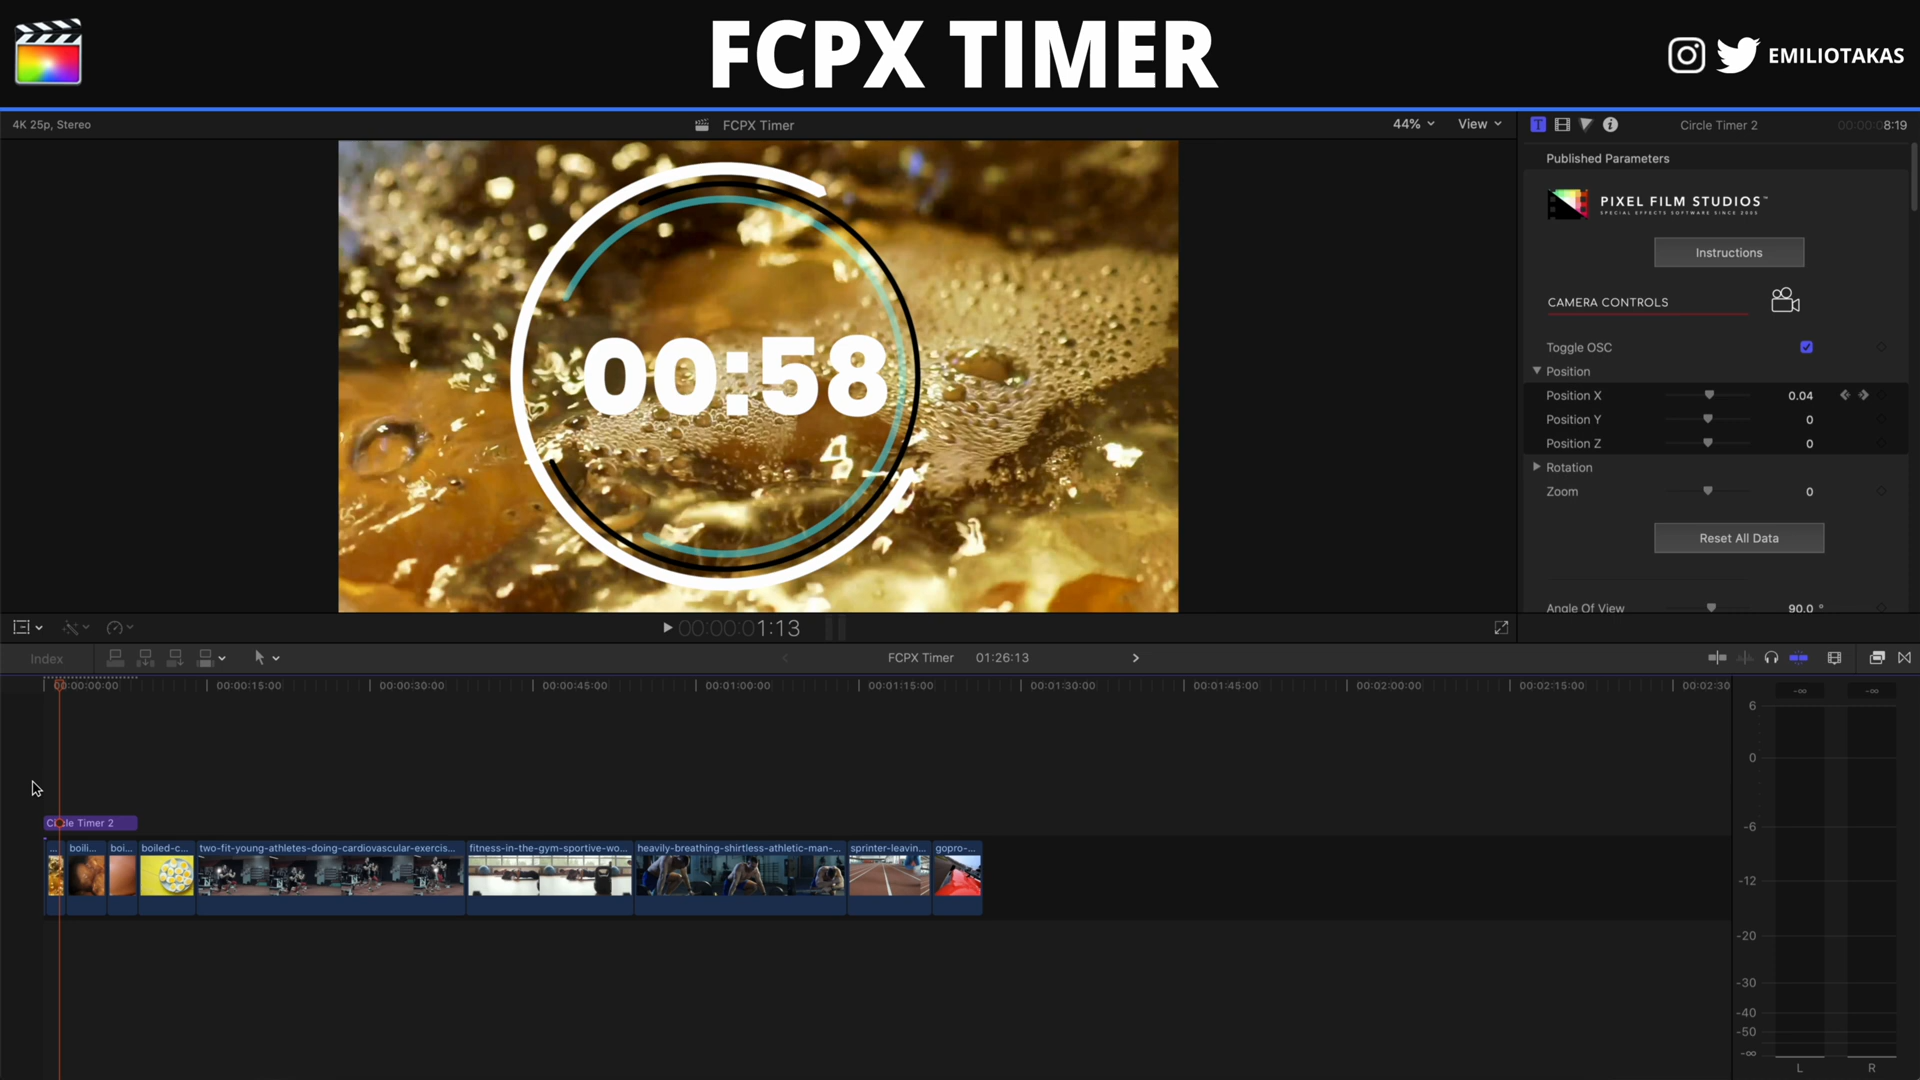 FCPX TIMER
EMILIOTAKAS
4K 25p, Stereo
FCPX Timer
44%
View
Circle Timer 2
00:00:08:19
Published Parameters
PIXEL FILM STUDIOS™
SPECIAL EFFECTS SOFTWARE SINCE 2005
Instructions
CAMERA CONTROLS
Toggle OSC
Position
Position X 0.04
Position Y 0
Position Z 0
Rotation
Zoom 0
Reset All Data
Angle Of View 90.0 °
00:58
00:00:01:13
Index
FCPX Timer 01:26:13
00:00:00:00 00:00:15:00 00:00:30:00 00:00:45:00 00:01:00:00 00:01:15:00 00:01:30:00 00:01:45:00 00:02:00:00 00:02:15:00 00:02:30
Circle Timer 2
... boili... boi... boiled-c... two-fit-young-athletes-doing-cardiovascular-exercis... fitness-in-the-gym-sportive-wo... heavily-breathing-shirtless-athletic-man-... sprinter-leavin... gopro-...
-∞ -∞
6
0
-6
-12
-20
-30
-40
-50
-∞
L R